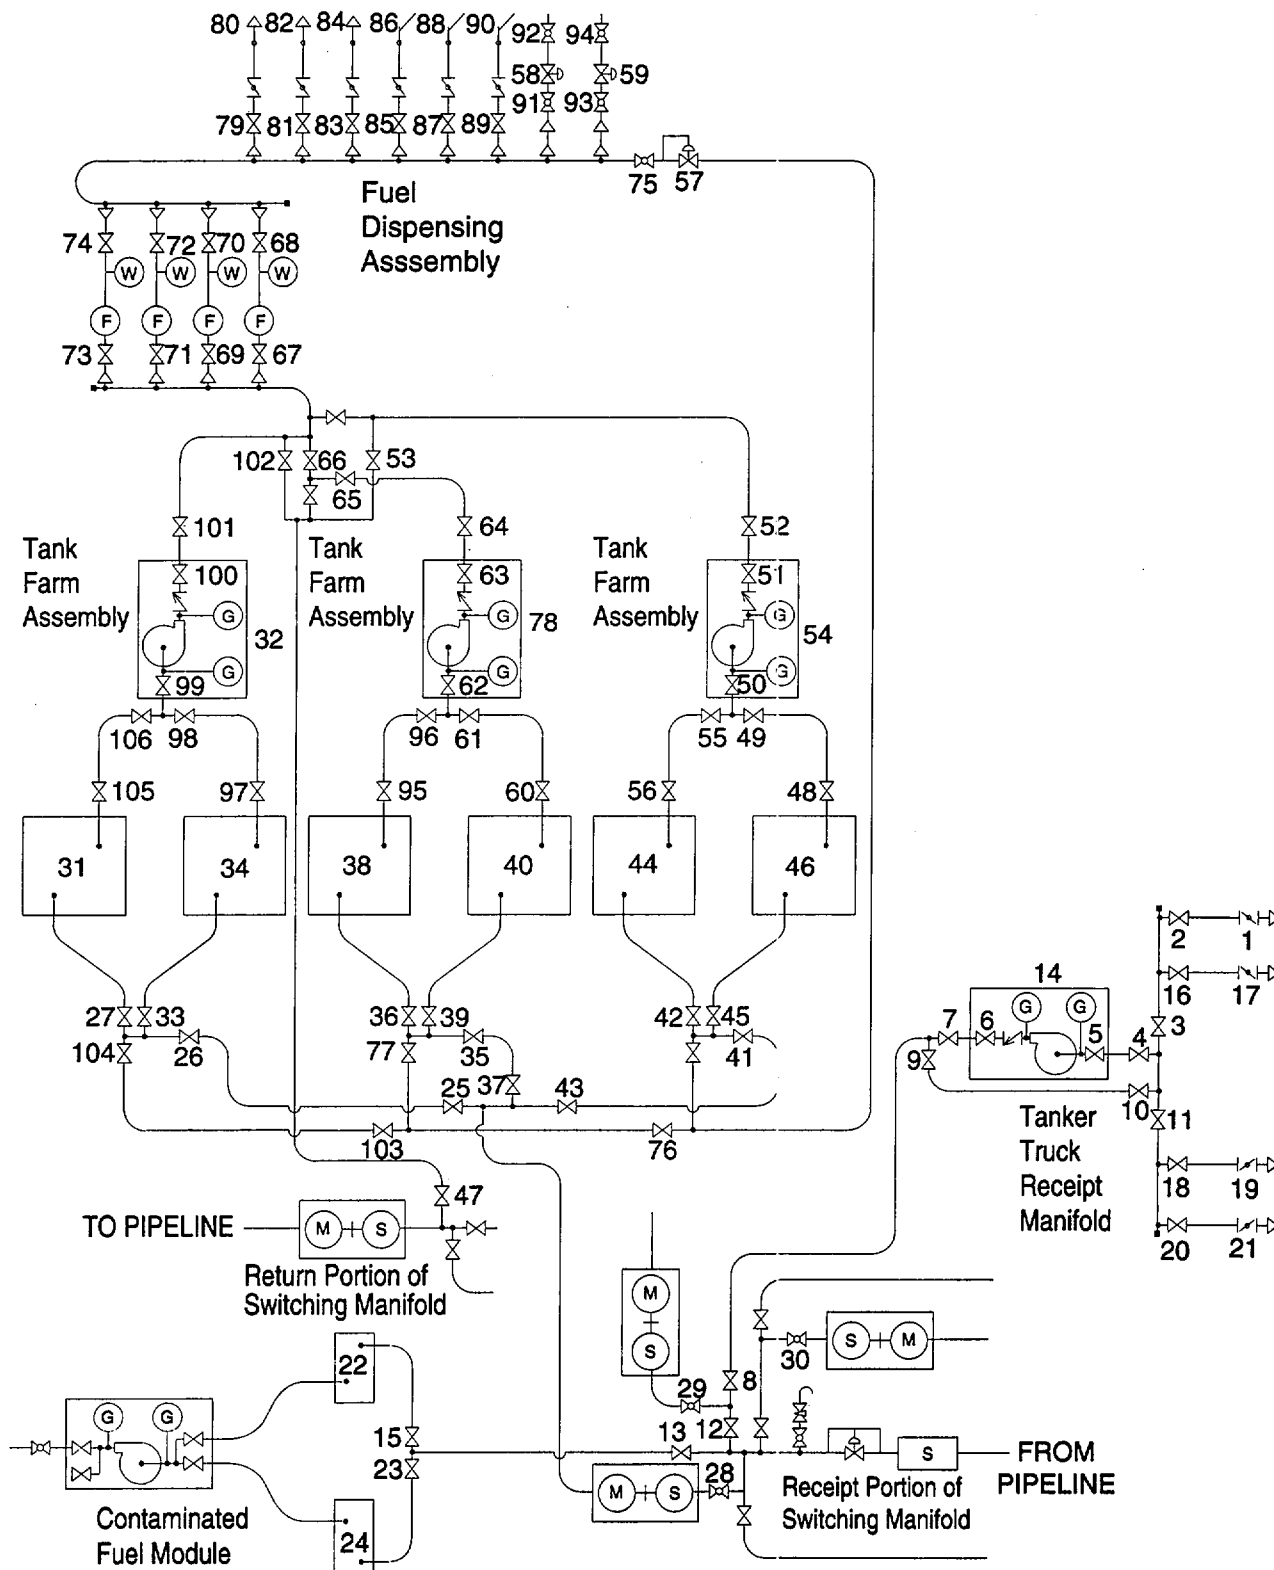 80 82 84 86 88 90 92 94
58 59
79 81 83 85 87 89 91 93
75 57
Fuel
Dispensing
Asssembly
74 72 70 68
W W W W
F F F F
73 71 69 67
102 66 53
65
101 64 52
Tank
Farm
Assembly
Tank
Farm
Assembly
Tank
Farm
Assembly
100 63 51
G G G
32 78 54
G G G
99 62 50
106 98 96 61 55 49
105 97 95 60 56 48
31 34 38 40 44 46
2 1
16 17
14
G G
7 6 5 4 3
9
10 11
27 33 36 39 42 45
104 26 77 35 41
37
25 43
103 76
Tanker
Truck
Receipt
Manifold
18 19
20 21
47
TO PIPELINE
M S
Return Portion of
Switching Manifold
M
S
S M
30
29 8
22
G G
15
23
13 12
28
S
FROM
PIPELINE
M S
Receipt Portion of
Switching Manifold
24
Contaminated
Fuel Module